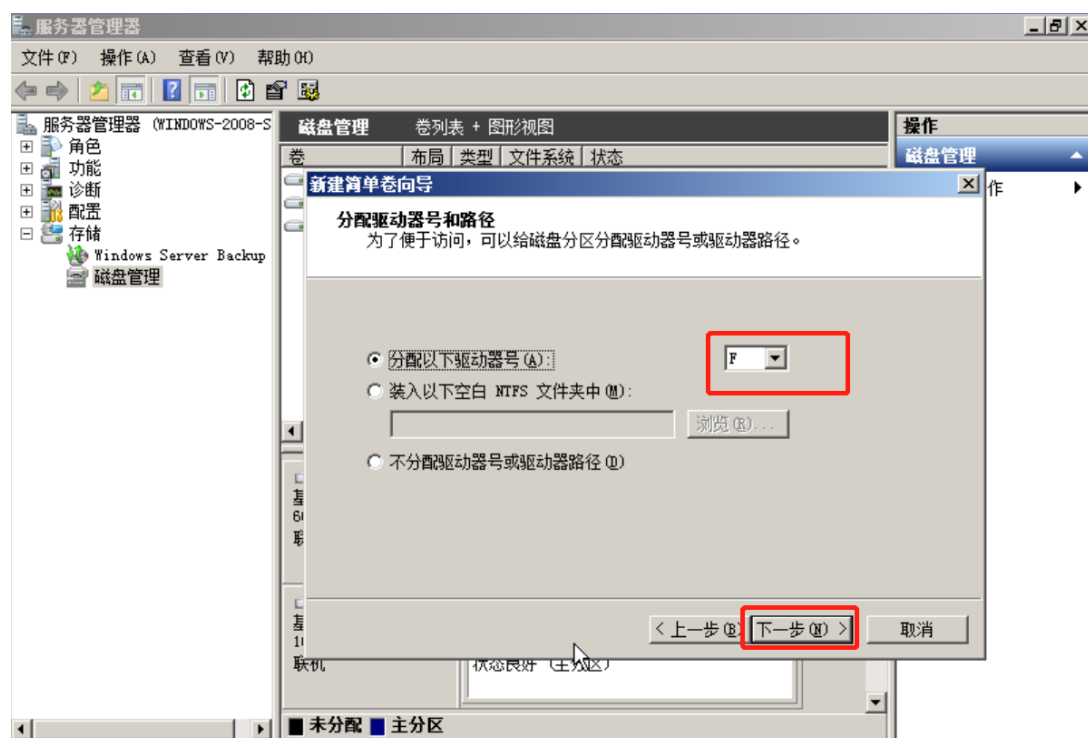 服务器管理器
文件(F) 操作(A) 查看(V) 帮助(H)
服务器管理器 (WINDOWS-2008-S
角色
功能
诊断
配置
存储
Windows Server Backup
磁盘管理
磁盘管理 卷列表 + 图形视图
卷 布局 类型 文件系统 状态
操作
磁盘管理
作
新建简单卷向导
分配驱动器号和路径
为了便于访问，可以给磁盘分区分配驱动器号或驱动器路径。
分配以下驱动器号(A): F
装入以下空白 NTFS 文件夹中(M):
浏览(R)...
不分配驱动器号或驱动器路径(D)
< 上一步(B) 下一步(N) > 取消
基
联机
状态良好 (主分区)
未分配 主分区